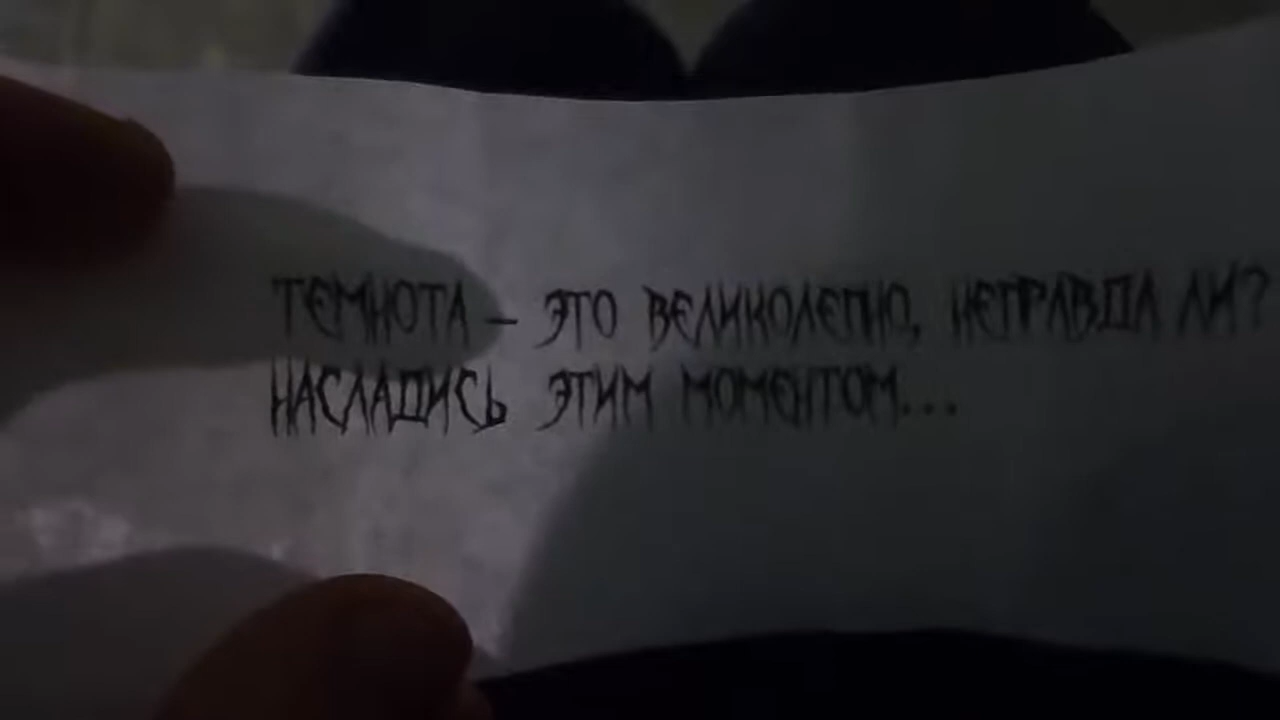 ТЕМНОТА – ЭТО ВЕЛИКОЛЕПНО, НЕПРАВДА ЛИ?
НАСЛАДИСЬ ЭТИМ МОМЕНТОМ...